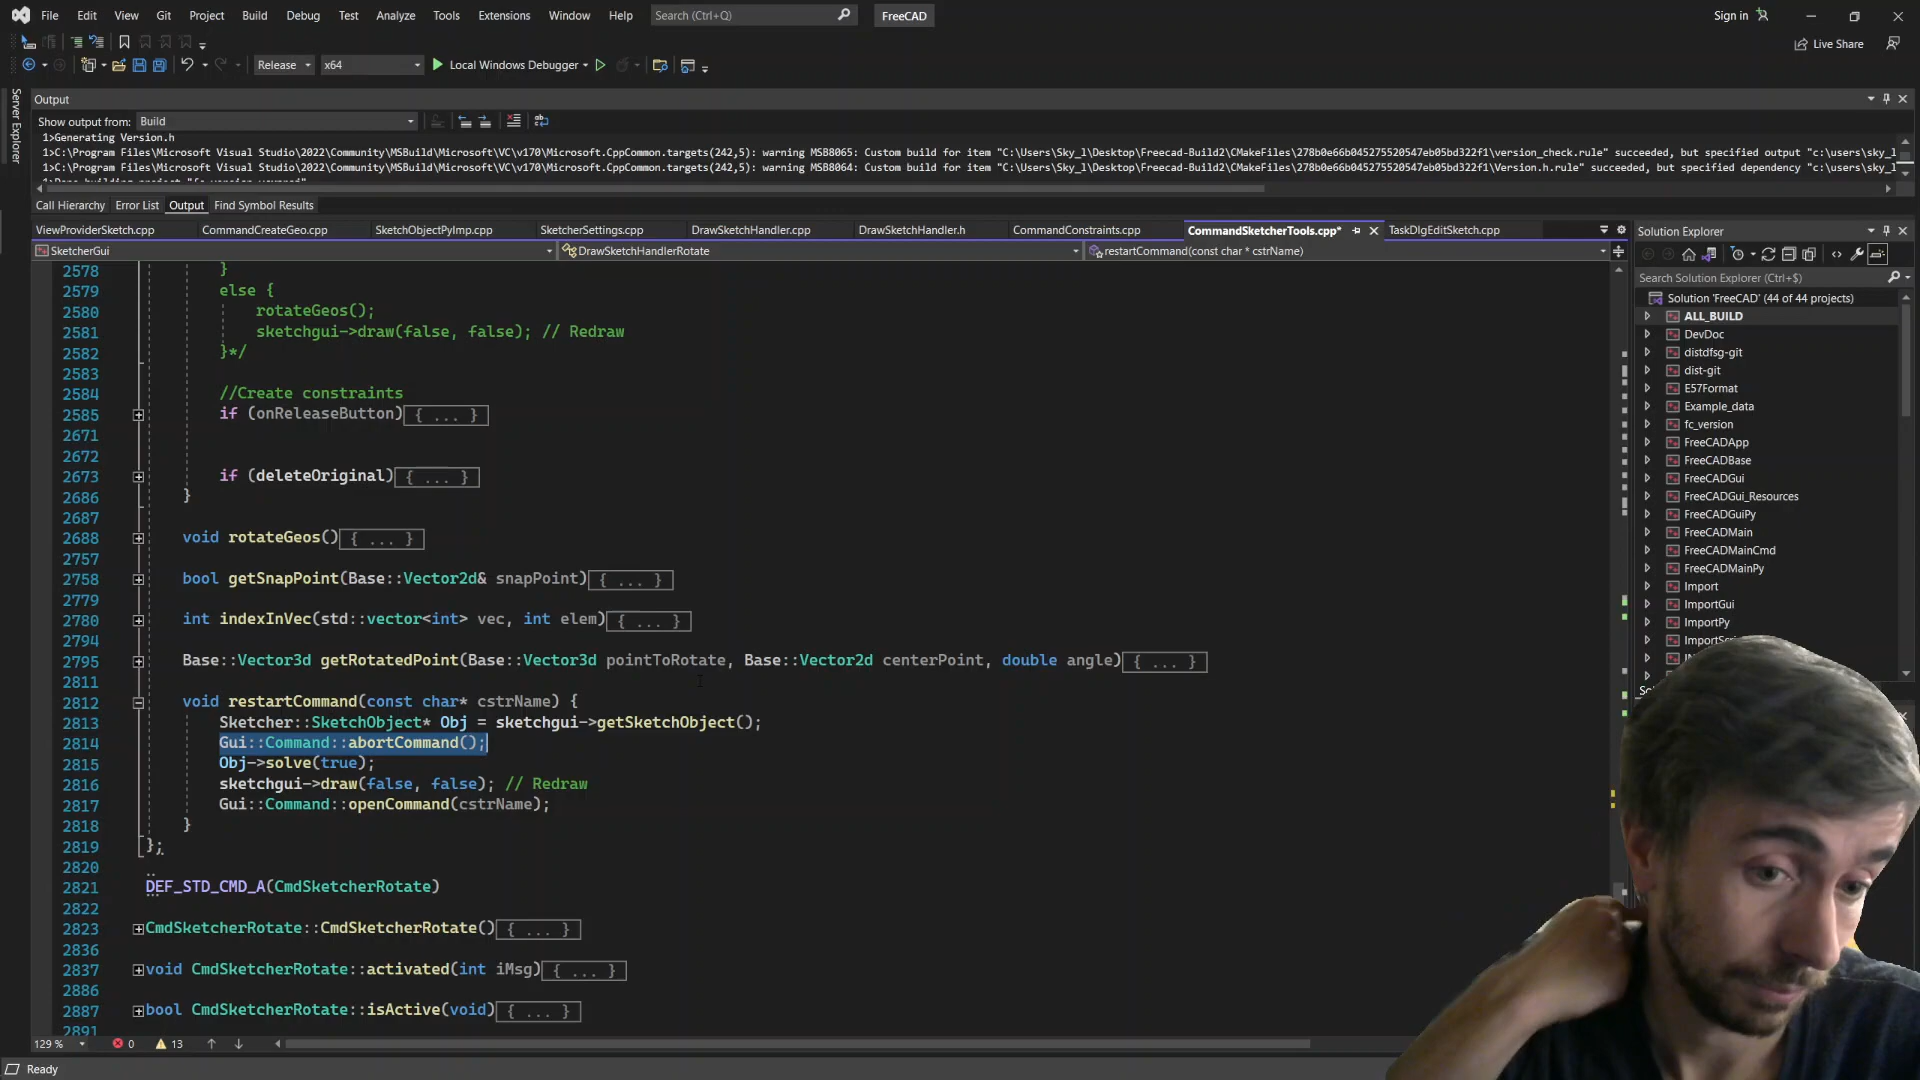 File Edit View Git Project Build Debug Test Analyze Tools Extensions Window Help Search (Ctrl+Q) FreeCAD Sign in
Live Share
Release x64 Local Windows Debugger
Server Explorer
Output
Show output from: Build
1>Generating Version.h
1>C:\Program Files\Microsoft Visual Studio\2022\Community\MSBuild\Microsoft\VC\v170\Microsoft.CppCommon.targets(242,5): warning MSB8065: Custom build for item "C:\Users\Sky_l\Desktop\Freecad-Build2\CMakeFiles\278b0e66b045275520547eb05bd322f1\version_check.rule" succeeded, but specified output "c:\users\sky_l
1>C:\Program Files\Microsoft Visual Studio\2022\Community\MSBuild\Microsoft\VC\v170\Microsoft.CppCommon.targets(242,5): warning MSB8064: Custom build for item "C:\Users\Sky_l\Desktop\Freecad-Build2\CMakeFiles\278b0e66b045275520547eb05bd322f1\Version.h.rule" succeeded, but specified dependency "c:\users\sky_l
Call Hierarchy Error List Output Find Symbol Results
ViewProviderSketch.cpp CommandCreateGeo.cpp SketchObjectPyImp.cpp SketcherSettings.cpp DrawSketchHandler.cpp DrawSketchHandler.h CommandConstraints.cpp CommandSketcherTools.cpp* TaskDlgEditSketch.cpp
SketcherGui DrawSketchHandlerRotate restartCommand(const char * cstrName)
2578 }
2579 else {
2580 rotateGeos();
2581 sketchgui->draw(false, false); // Redraw
2582 }*/
2583
2584 //Create constraints
2585 if (onReleaseButton) { ... }
2671
2672
2673 if (deleteOriginal) { ... }
2686 }
2687
2688 void rotateGeos() { ... }
2757
2758 bool getSnapPoint(Base::Vector2d& snapPoint) { ... }
2779
2780 int indexInVec(std::vector<int> vec, int elem) { ... }
2794
2795 Base::Vector3d getRotatedPoint(Base::Vector3d pointToRotate, Base::Vector2d centerPoint, double angle) { ... }
2811
2812 void restartCommand(const char* cstrName) {
2813 Sketcher::SketchObject* Obj = sketchgui->getSketchObject();
2814 Gui::Command::abortCommand();
2815 Obj->solve(true);
2816 sketchgui->draw(false, false); // Redraw
2817 Gui::Command::openCommand(cstrName);
2818 }
2819 };
2820
2821 DEF_STD_CMD_A(CmdSketcherRotate)
2822
2823 CmdSketcherRotate::CmdSketcherRotate() { ... }
2836
2837 void CmdSketcherRotate::activated(int iMsg) { ... }
2886
2887 bool CmdSketcherRotate::isActive(void) { ... }
2891
129 % 0 13
Ready
Solution Explorer
Search Solution Explorer (Ctrl+$)
Solution 'FreeCAD' (44 of 44 projects)
ALL_BUILD
DevDoc
distdfsg-git
dist-git
E57Format
Example_data
fc_version
FreeCADApp
FreeCADBase
FreeCADGui
FreeCADGui_Resources
FreeCADGuiPy
FreeCADMain
FreeCADMainCmd
FreeCADMainPy
Import
ImportGui
ImportPy